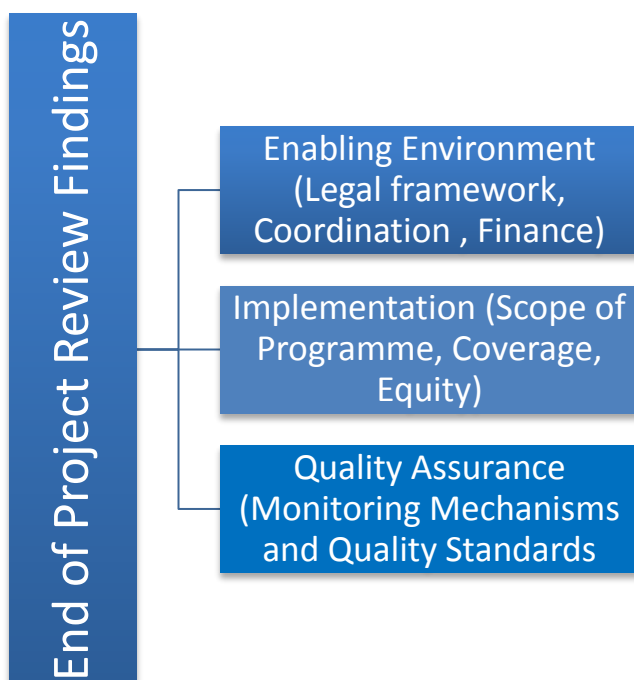 End of Project Review Findings
Enabling Environment
(Legal framework,
Coordination , Finance)
Implementation (Scope of
Programme, Coverage,
Equity)
Quality Assurance
(Monitoring Mechanisms
and Quality Standards